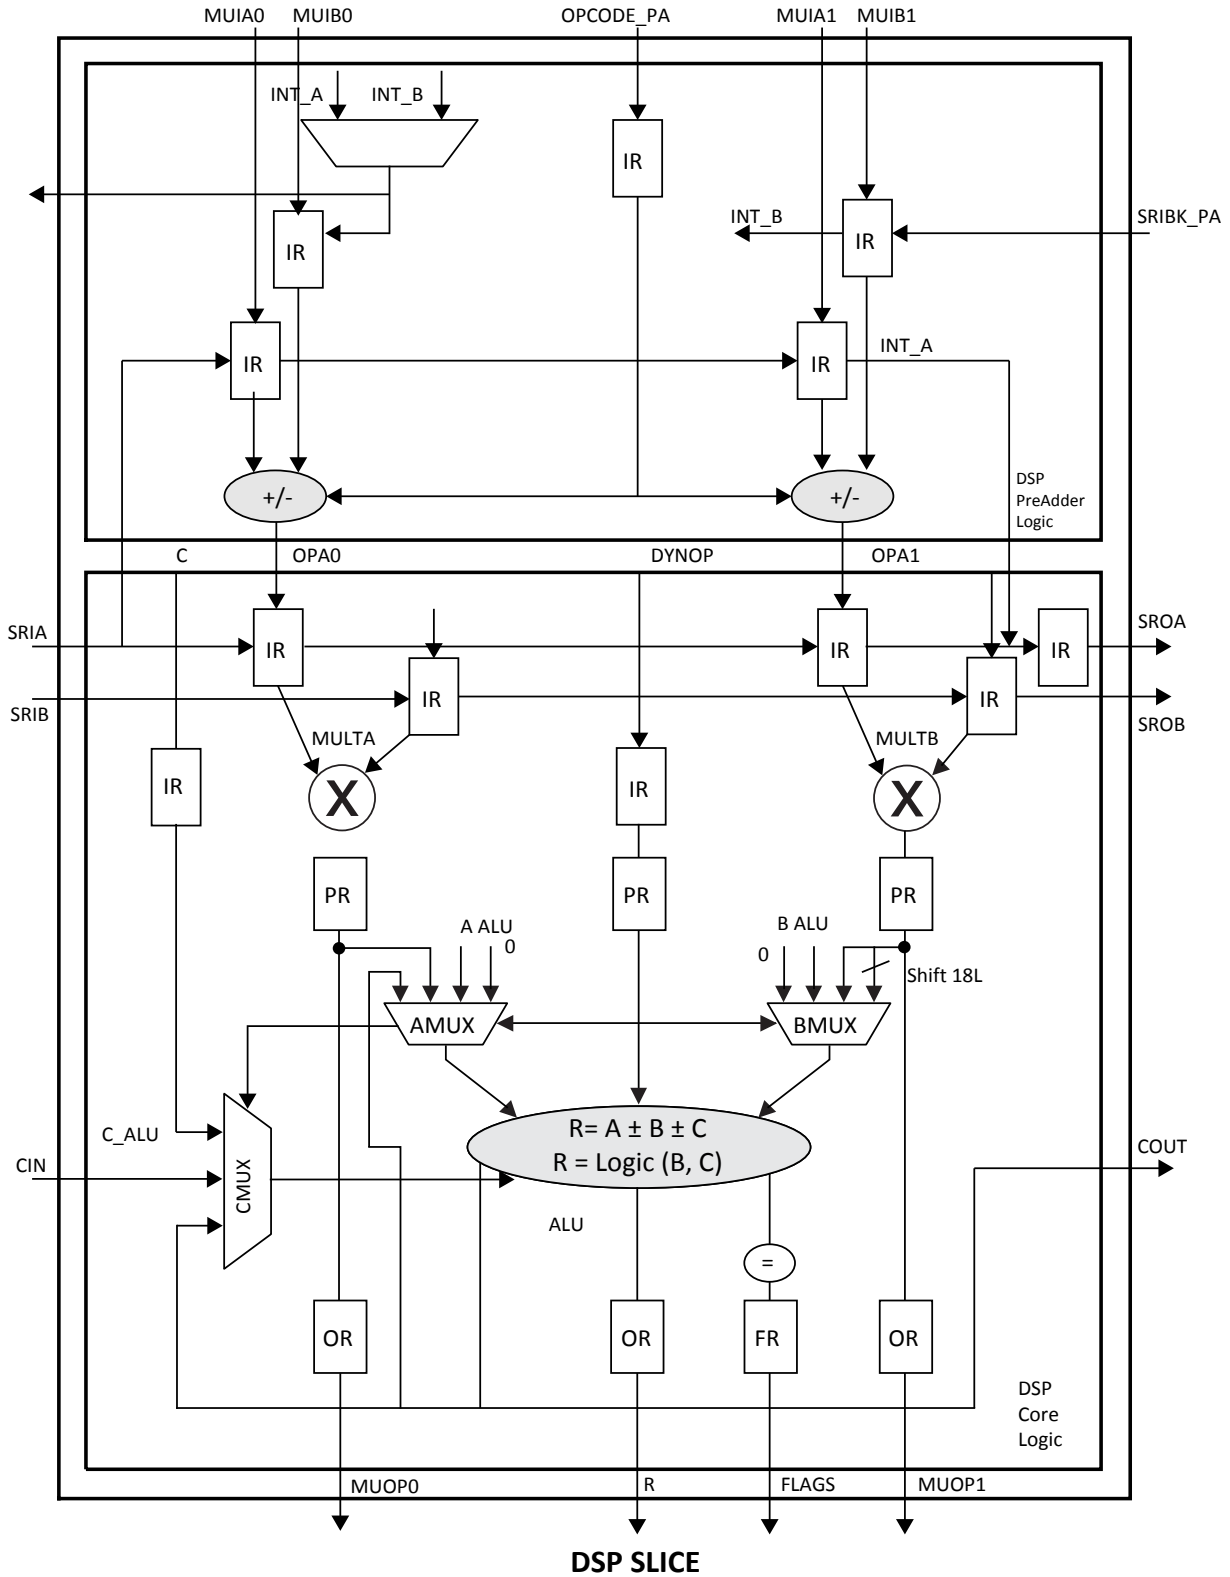 MUIA0
MUIB0
OPCODE_PA
MUIA1
MUIB1
INT_A
INT_B
IR
IR
INT_B
IR
SRIBK_PA
IR
IR
IR
INT_A
+/-
+/-
DSP
PreAdder
Logic
C
OPA0
DYNOP
OPA1
SRIA
IR
IR
IR
SROA
SRIB
IR
IR
SROB
MULTA
MULTB
IR
X
IR
X
PR
PR
PR
A ALU
0
B ALU
0
Shift 18L
AMUX
BMUX
R= A ± B ± C
R = Logic (B, C)
C_ALU
CIN
CMUX
COUT
ALU
=
OR
OR
FR
OR
DSP
Core
Logic
MUOP0
R
FLAGS
MUOP1
DSP SLICE